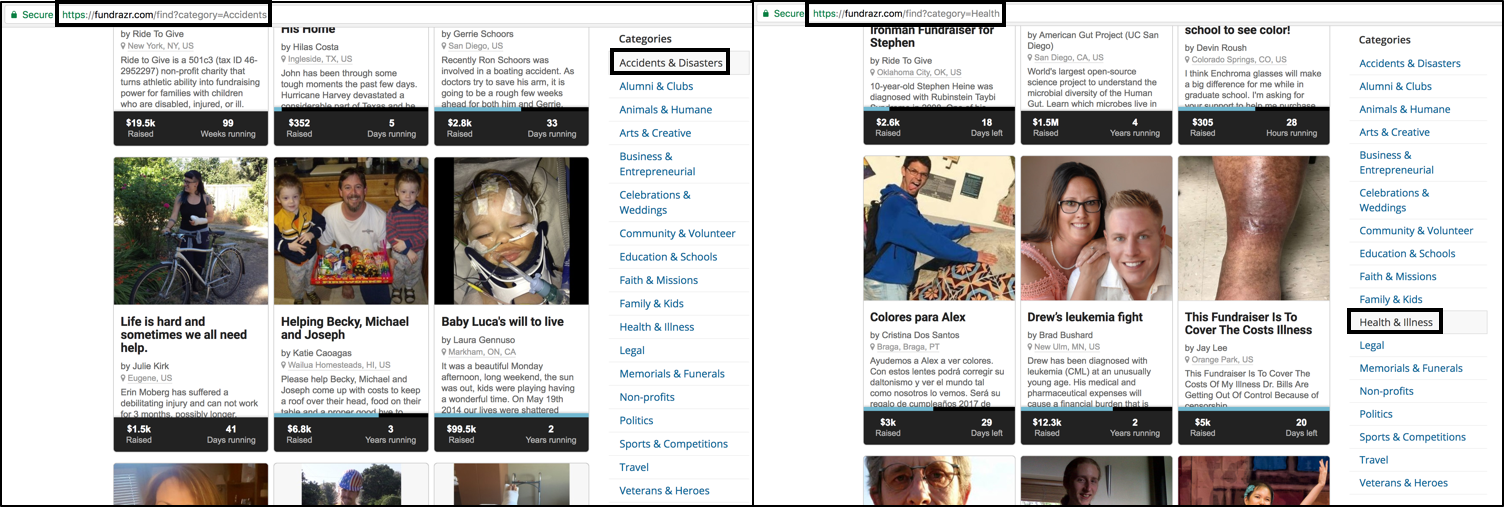 Secure https://fundrazr.com/find?category=Accidents
by Ride To Give
New York, NY, US
Ride to Give is a 501c3 (tax ID 46-
2952297) non-profit charity that
turns athletic ability into fundraising
power for families with children
who are disabled, injured, or ill.
$19.5k 99
Raised Weeks running
His Home
by Hilas Costa
Ingleside, TX, US
John has been through some
tough moments the past few days.
Hurricane Harvey devastated a
considerable part of Texas and he
$352 5
Raised Days running
by Gerrie Schoors
San Diego, US
Recently Ron Schoors was
involved in a boating accident. As
doctors try to save his arm, it is
going to be a rough few weeks
ahead for both him and Gerrie.
$2.8k 33
Raised Days running
Life is hard and
sometimes we all need
help.
by Julie Kirk
Eugene, US
Erin Moberg has suffered a
debilitating injury and can not work
for 3 months, possibly longer.
$1.5k 41
Raised Days running
Helping Becky, Michael
and Joseph
by Katie Caoagas
Wailua Homesteads, HI, US
Please help Becky, Michael and
Joseph come up with costs to keep
a roof over their head, food on their
table and a proper good bye to
$6.8k 3
Raised Years running
Baby Luca's will to live
by Laura Gennuso
Markham, ON, CA
It was a beautiful Monday
afternoon, long weekend, the sun
was out, kids were playing having
a wonderful time. On May 19th
2014 our lives were shattered
$99.5k 2
Raised Years running
Categories
Accidents & Disasters
Alumni & Clubs
Animals & Humane
Arts & Creative
Business &
Entrepreneurial
Celebrations &
Weddings
Community & Volunteer
Education & Schools
Faith & Missions
Family & Kids
Health & Illness
Legal
Memorials & Funerals
Non-profits
Politics
Sports & Competitions
Travel
Veterans & Heroes
Secure https://fundrazr.com/find?category=Health
Ironman Fundraiser for
Stephen
by Ride To Give
Oklahoma City, OK, US
10-year-old Stephen Heine was
diagnosed with Rubinstein Taybi
$2.6k 18
Raised Days left
by American Gut Project (UC San
Diego)
San Diego, CA, US
World's largest open-source
science project to understand the
microbial diversity of the Human
Gut. Learn which microbes live in
$1.5M 4
Raised Years running
school to see color!
by Devin Roush
Colorado Springs, CO, US
I think Enchroma glasses will make
a big difference for me while in
graduate school. I'm asking for
your support to help me purchase
$305 28
Raised Hours running
Colores para Alex
by Cristina Dos Santos
Braga, Braga, PT
Ayudemos a Alex a ver colores.
Con estos lentes podrá corregir su
daltonismo y ver el mundo tal
como nosotros lo vemos. Será su
regalo de cumpleaños 2017 de
$3k 29
Raised Days left
Drew's leukemia fight
by Brad Bushard
New Ulm, MN, US
Drew has been diagnosed with
leukemia (CML) at an unusually
young age. His medical and
pharmaceutical expenses will
cause a financial burden that is
$12.3k 2
Raised Years running
This Fundraiser Is To
Cover The Costs Illness
by Jay Lee
Orange Park, US
This Fundraiser Is To Cover The
Costs Of My Illness Dr. Bills Are
Getting Out Of Control Because of
censorship
$5k 20
Raised Days left
Categories
Accidents & Disasters
Alumni & Clubs
Animals & Humane
Arts & Creative
Business &
Entrepreneurial
Celebrations &
Weddings
Community & Volunteer
Education & Schools
Faith & Missions
Family & Kids
Health & Illness
Legal
Memorials & Funerals
Non-profits
Politics
Sports & Competitions
Travel
Veterans & Heroes